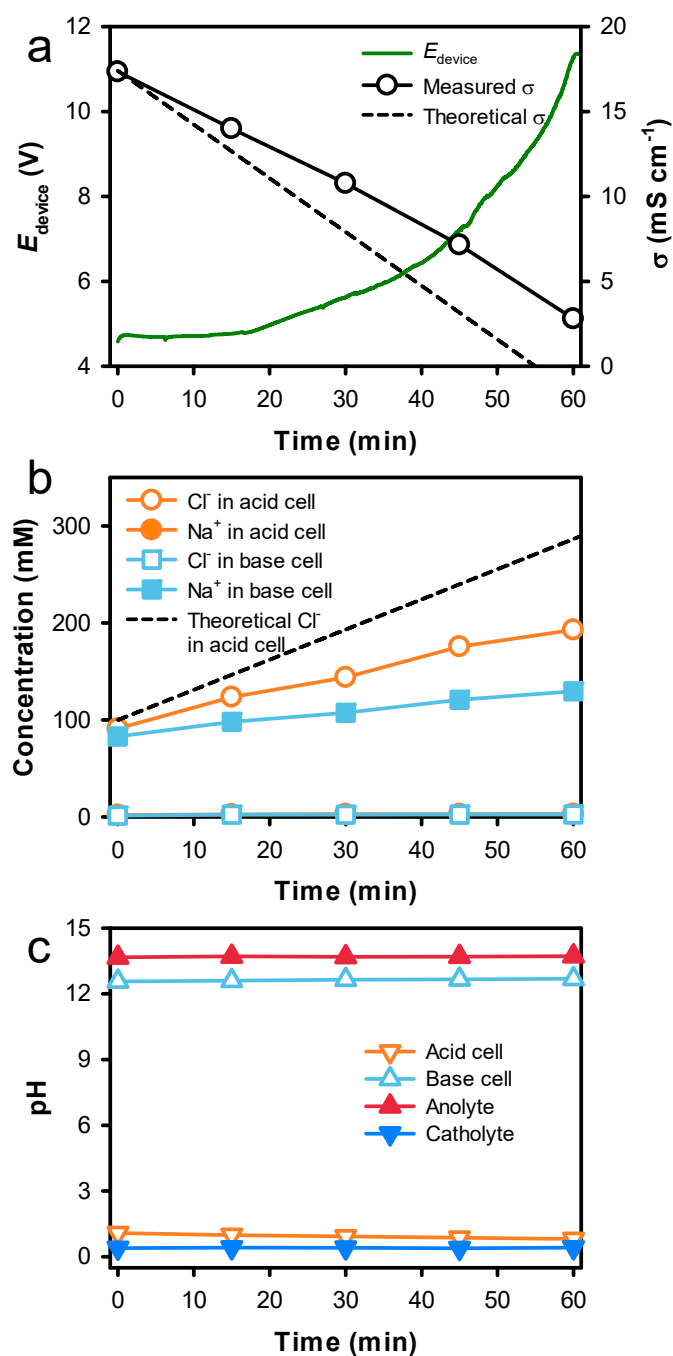 a
12
10
8
6
4
E_device (V)
20
15
10
5
0
σ (mS cm⁻¹)
E_device
Measured σ
Theoretical σ
0 10 20 30 40 50 60
Time (min)
b
300
200
100
0
Concentration (mM)
Cl⁻ in acid cell
Na⁺ in acid cell
Cl⁻ in base cell
Na⁺ in base cell
Theoretical Cl⁻
in acid cell
0 10 20 30 40 50 60
Time (min)
c
15
12
9
6
3
0
pH
Acid cell
Base cell
Anolyte
Catholyte
0 10 20 30 40 50 60
Time (min)